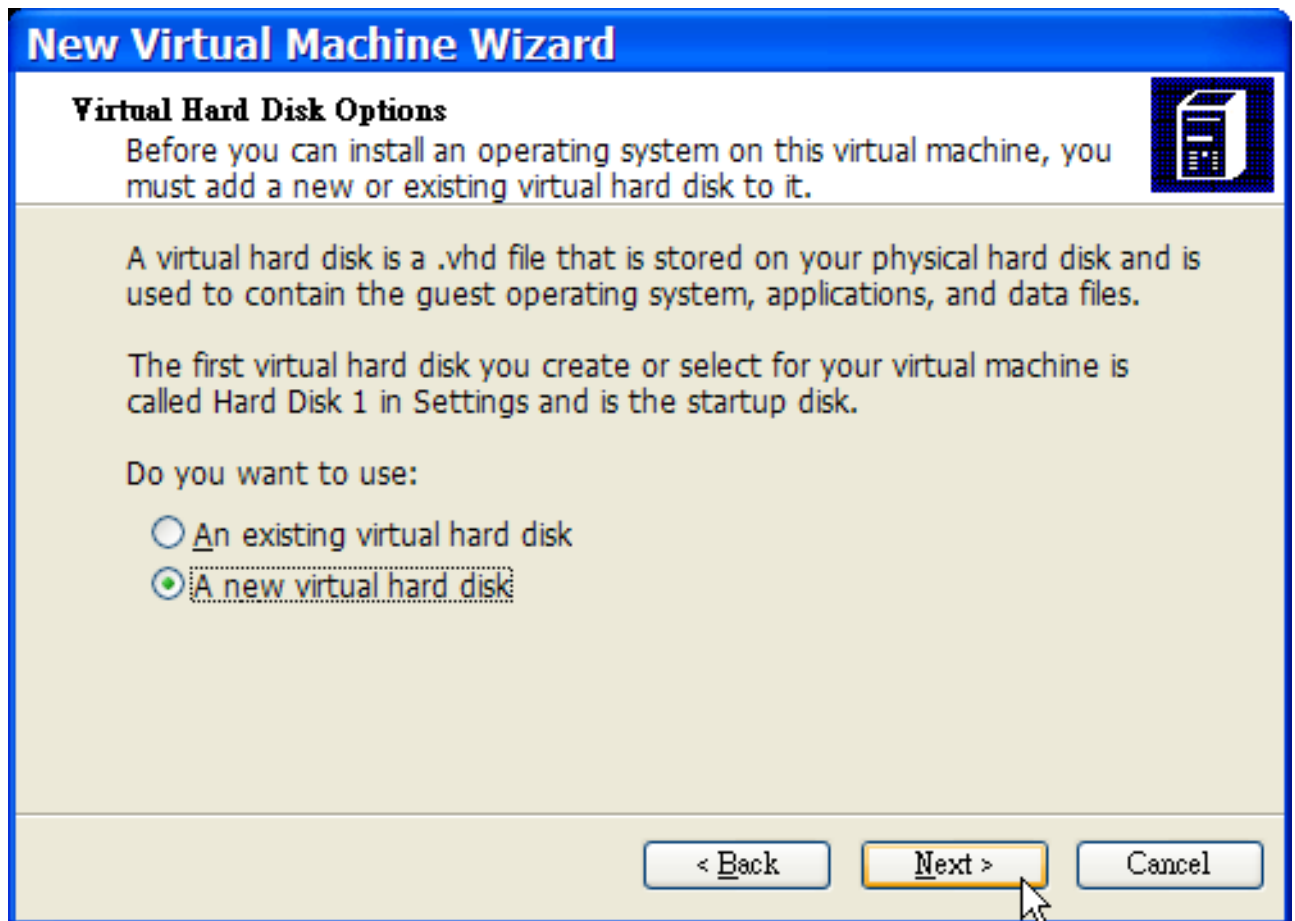 New Virtual Machine Wizard
Virtual Hard Disk Options
Before you can install an operating system on this virtual machine, you
must add a new or existing virtual hard disk to it.
A virtual hard disk is a .vhd file that is stored on your physical hard disk and is
used to contain the guest operating system, applications, and data files.
The first virtual hard disk you create or select for your virtual machine is
called Hard Disk 1 in Settings and is the startup disk.
Do you want to use:
An existing virtual hard disk
A new virtual hard disk
< Back Next > Cancel